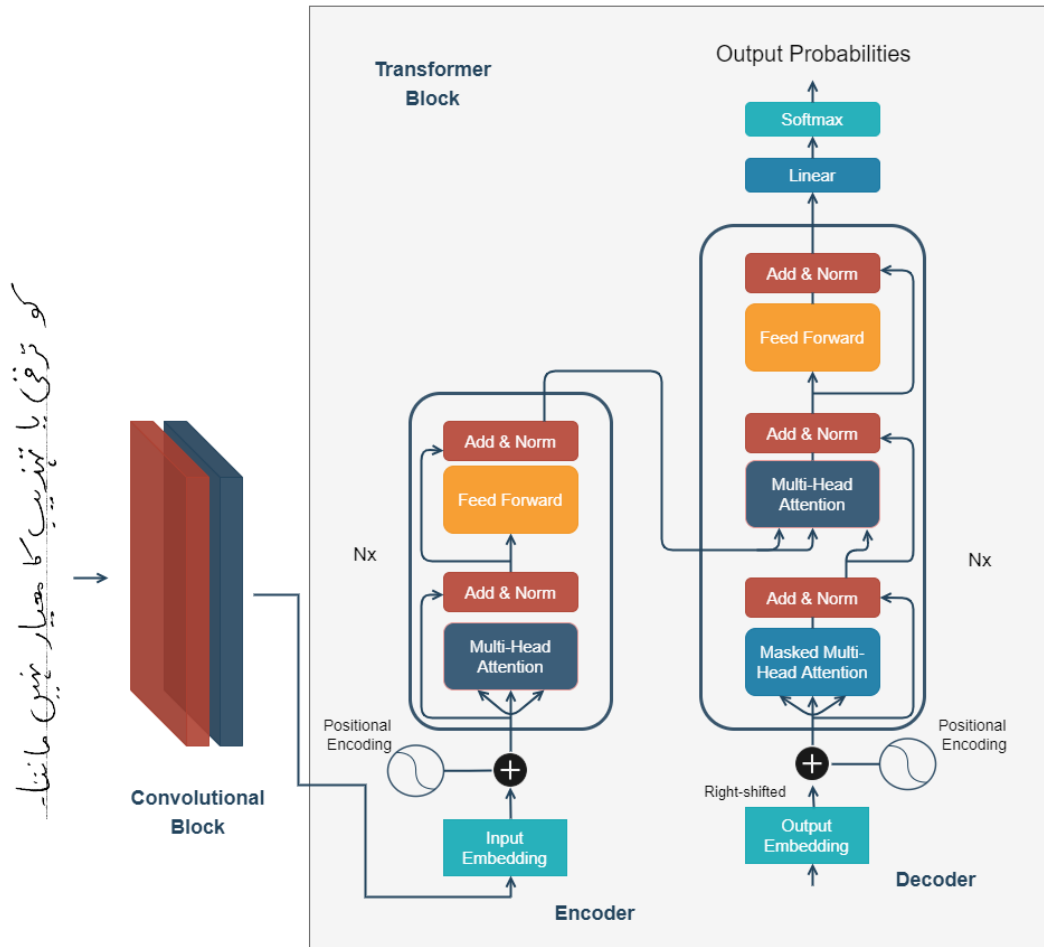 کو ترقی یا تہذیب کا معیار نہیں مانتا۔
Convolutional
Block
Transformer
Block
Nx
Add & Norm
Feed Forward
Add & Norm
Multi-Head
Attention
Positional
Encoding
Input
Embedding
Encoder
Output Probabilities
Softmax
Linear
Add & Norm
Feed Forward
Add & Norm
Multi-Head
Attention
Nx
Add & Norm
Masked Multi-
Head Attention
Positional
Encoding
Right-shifted
Output
Embedding
Decoder